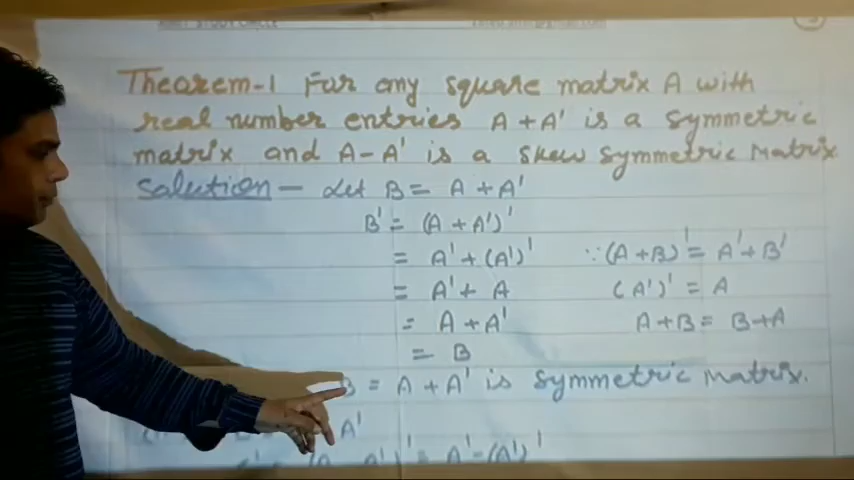 Theorem-1 For any square matrix A with
real number entries A + A' is a symmetric
matrix and A - A' is a skew symmetric Matrix
Solution - Let B = A + A'
B' = (A + A')'
= A' + (A')' ∵ (A + B)' = A' + B'
= A' + A (A')' = A
= A + A' A + B = B + A
= B
B = A + A' is symmetric Matrix.
A'
= A' - (A')'